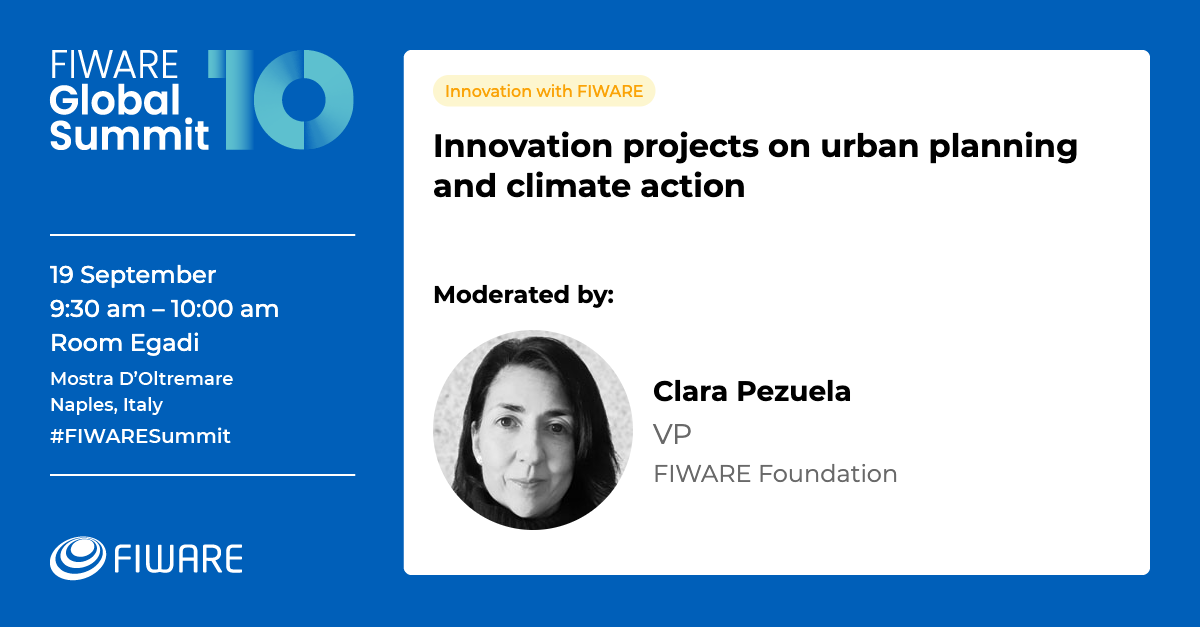 FIWARE
Global
Summit
10
19 September
9:30 am – 10:00 am
Room Egadi
Mostra D’Oltremare
Naples, Italy
#FIWARESummit
FIWARE
Innovation with FIWARE
Innovation projects on urban planning
and climate action
Moderated by:
Clara Pezuela
VP
FIWARE Foundation